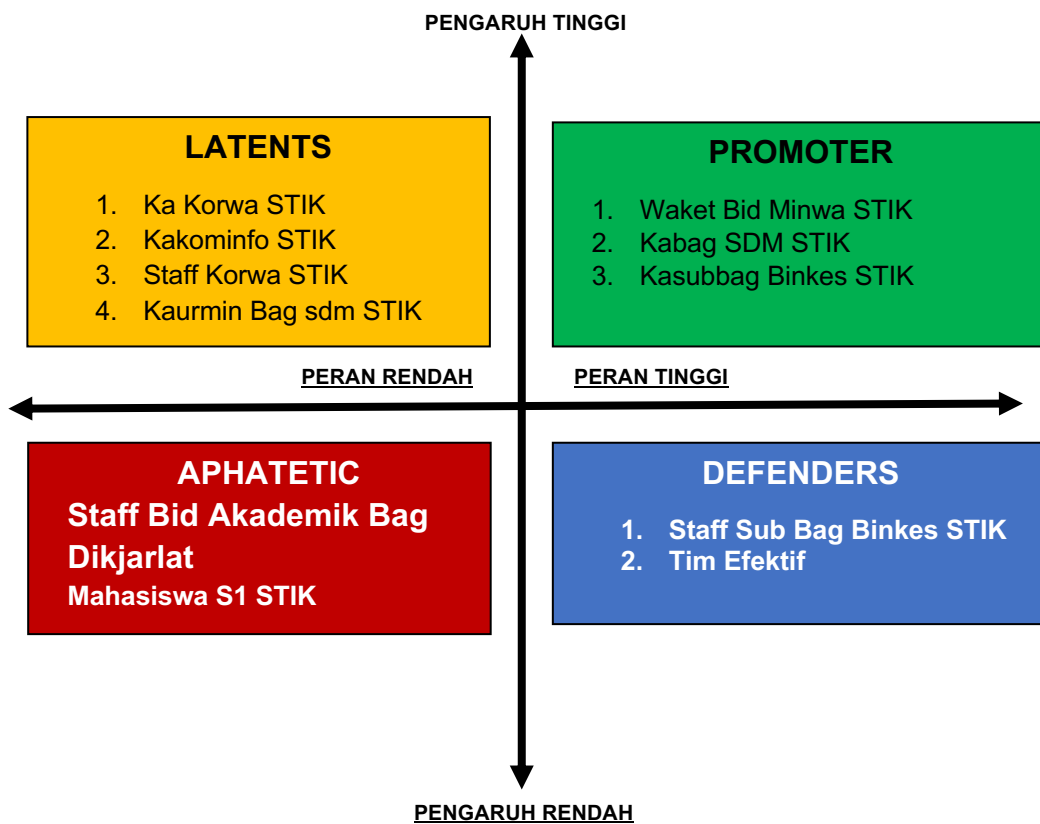 PENGARUH TINGGI
LATENTS
1. Ka Korwa STIK
2. Kakominfo STIK
3. Staff Korwa STIK
4. Kaurmin Bag sdm STIK
PROMOTER
1. Waket Bid Minwa STIK
2. Kabag SDM STIK
3. Kasubbag Binkes STIK
PERAN RENDAH
PERAN TINGGI
APHATETIC
Staff Bid Akademik Bag
Dikjarlat
Mahasiswa S1 STIK
DEFENDERS
1. Staff Sub Bag Binkes STIK
2. Tim Efektif
PENGARUH RENDAH